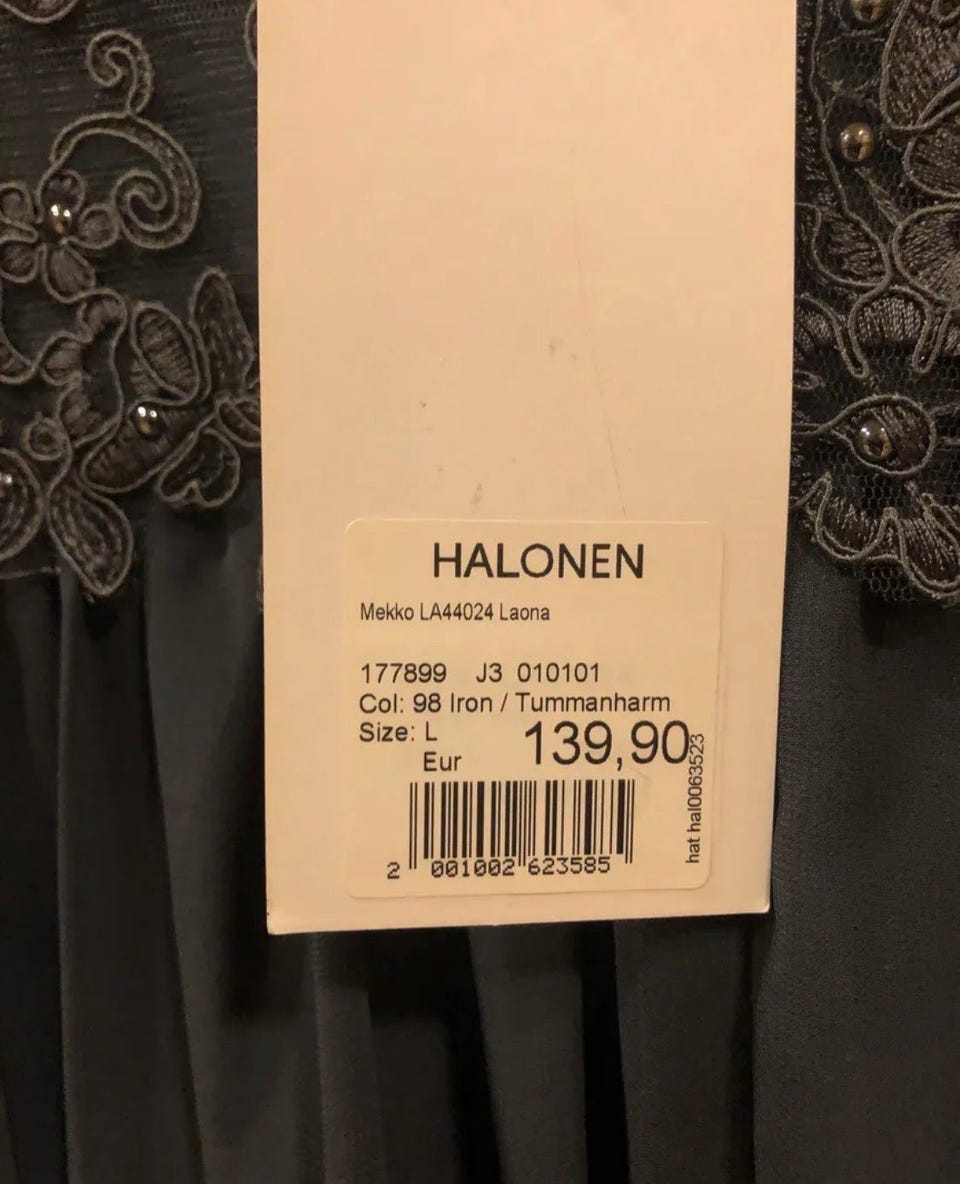 HALONEN
Mekko LA44024 Laona
177899 J3 010101
Col: 98 Iron / Tummanharm
Size: L
Eur 139,90
hat hal0063523
2 001002 623585